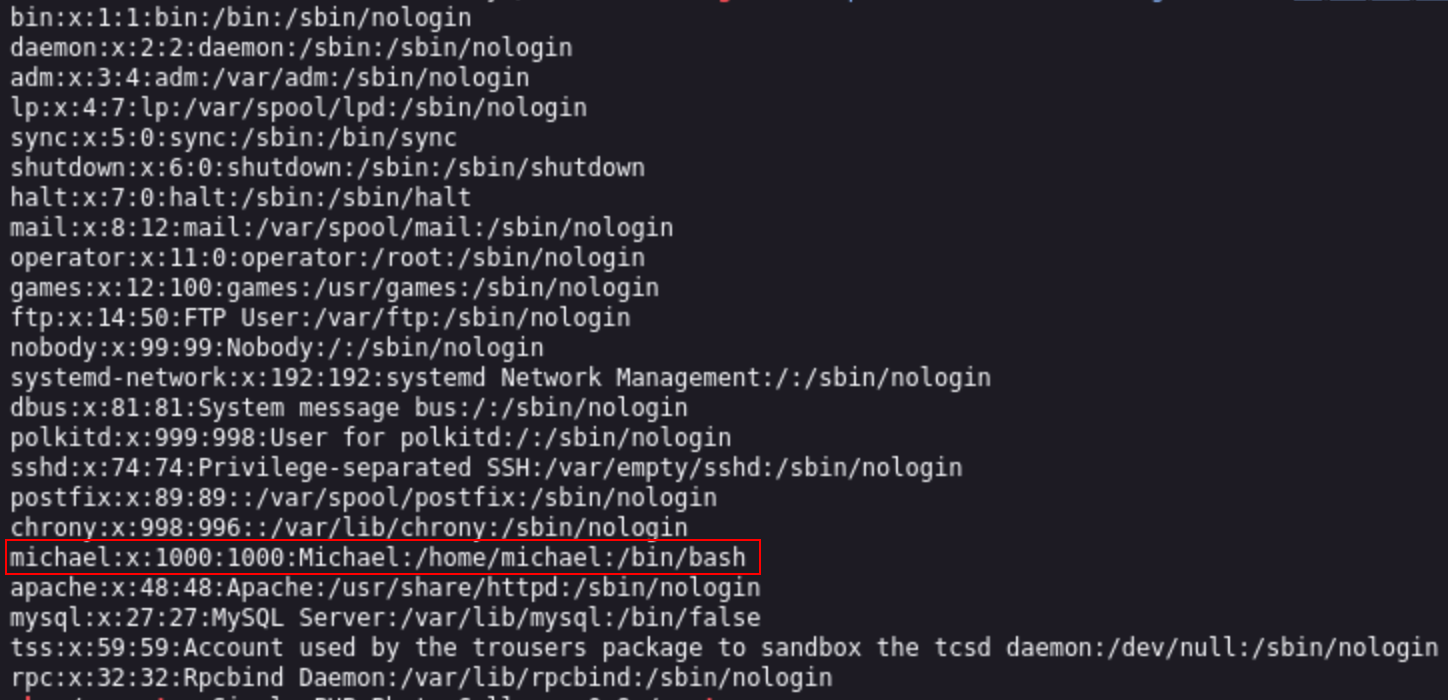 bin:x:1:1:bin:/bin:/sbin/nologin
daemon:x:2:2:daemon:/sbin:/sbin/nologin
adm:x:3:4:adm:/var/adm:/sbin/nologin
lp:x:4:7:lp:/var/spool/lpd:/sbin/nologin
sync:x:5:0:sync:/sbin:/bin/sync
shutdown:x:6:0:shutdown:/sbin:/sbin/shutdown
halt:x:7:0:halt:/sbin:/sbin/halt
mail:x:8:12:mail:/var/spool/mail:/sbin/nologin
operator:x:11:0:operator:/root:/sbin/nologin
games:x:12:100:games:/usr/games:/sbin/nologin
ftp:x:14:50:FTP User:/var/ftp:/sbin/nologin
nobody:x:99:99:Nobody:/:/sbin/nologin
systemd-network:x:192:192:systemd Network Management:/:/sbin/nologin
dbus:x:81:81:System message bus:/:/sbin/nologin
polkitd:x:999:998:User for polkitd:/:/sbin/nologin
sshd:x:74:74:Privilege-separated SSH:/var/empty/sshd:/sbin/nologin
postfix:x:89:89::/var/spool/postfix:/sbin/nologin
chrony:x:998:996::/var/lib/chrony:/sbin/nologin
michael:x:1000:1000:Michael:/home/michael:/bin/bash
apache:x:48:48:Apache:/usr/share/httpd:/sbin/nologin
mysql:x:27:27:MySQL Server:/var/lib/mysql:/bin/false
tss:x:59:59:Account used by the trousers package to sandbox the tcsd daemon:/dev/null:/sbin/nologin
rpc:x:32:32:Rpcbind Daemon:/var/lib/rpcbind:/sbin/nologin